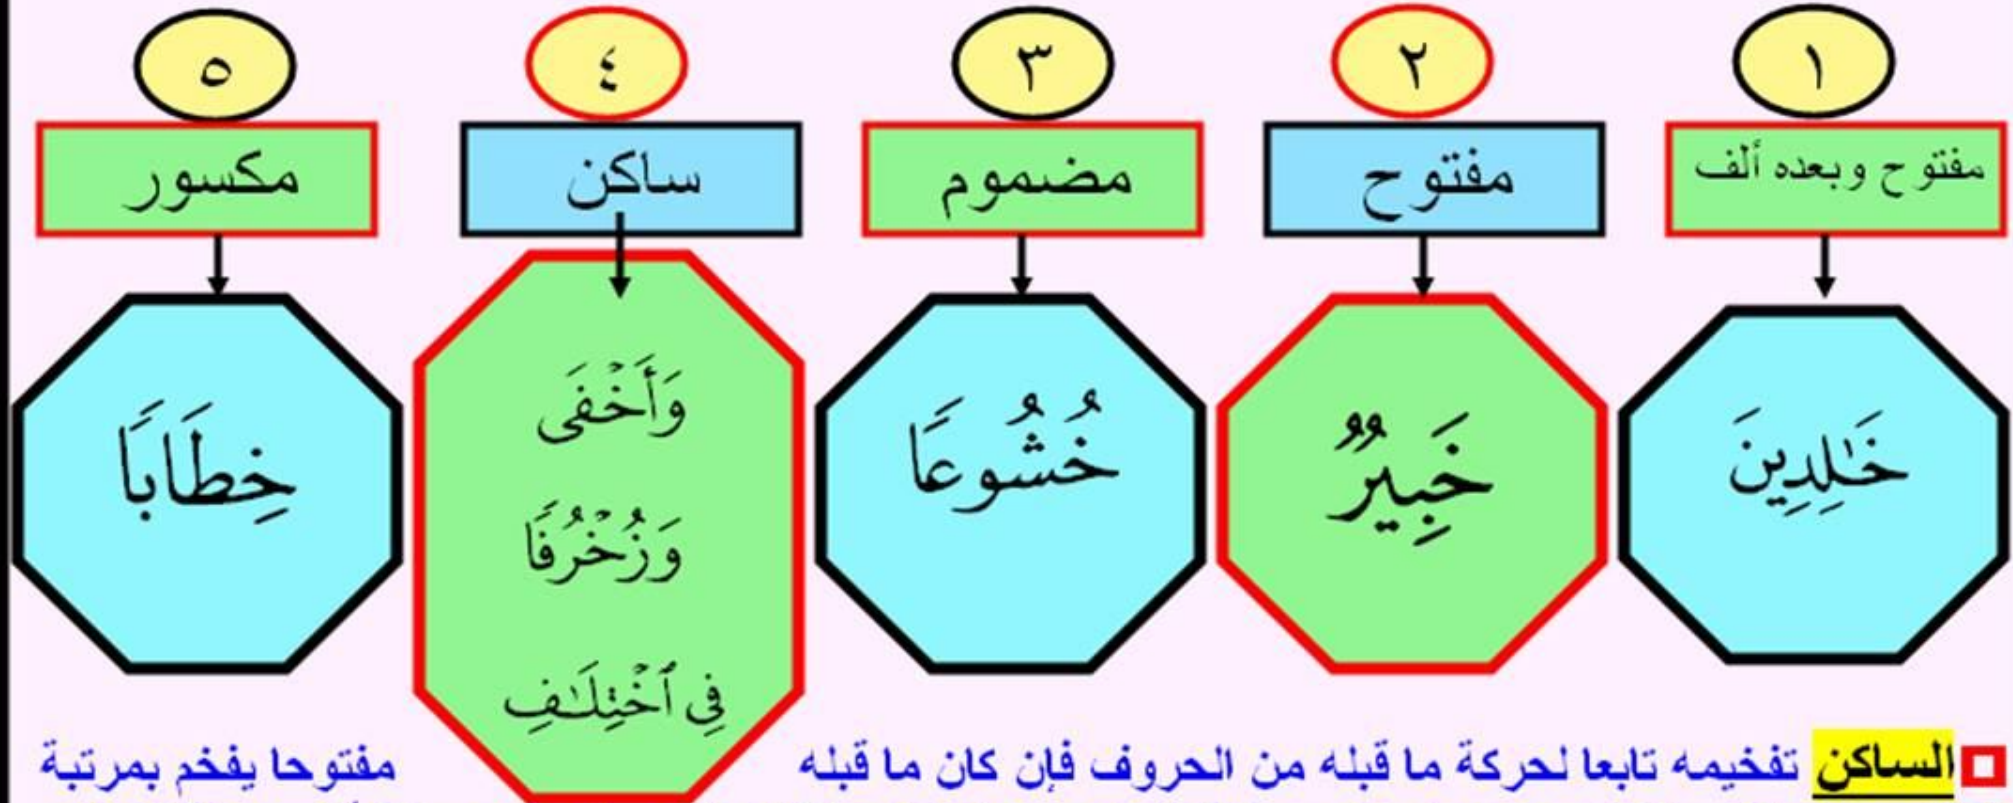 ١ ٢ ٣ ٤ ٥
مفتوح وبعده ألف
مفتوح
مضموم
ساكن
مكسور
خَـٰلِدِينَ
خَبِيرٌ
خُشُوعًا
وَأَخۡفَى
وَزُخۡرُفًا
فِي ٱخۡتِلَـٰفِ
خِطَابًا
الساكن تفخيمه تابعا لحركة ما قبله من الحروف فإن كان ما قبله مفتوحا يفخم بمرتبة